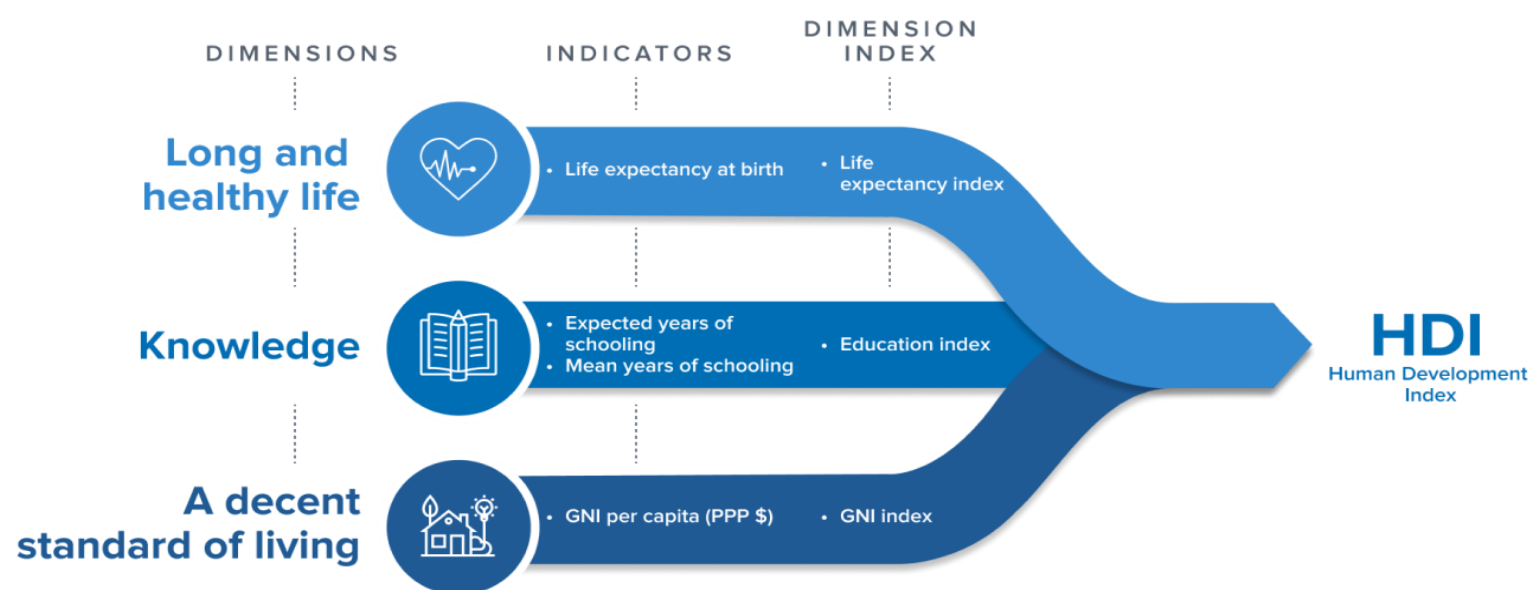 DIMENSIONS
INDICATORS
DIMENSION
INDEX
Long and
healthy life
• Life expectancy at birth
• Life
expectancy index
Knowledge
• Expected years of
schooling
• Mean years of schooling
• Education index
A decent
standard of living
• GNI per capita (PPP $)
• GNI index
HDI
Human Development
Index